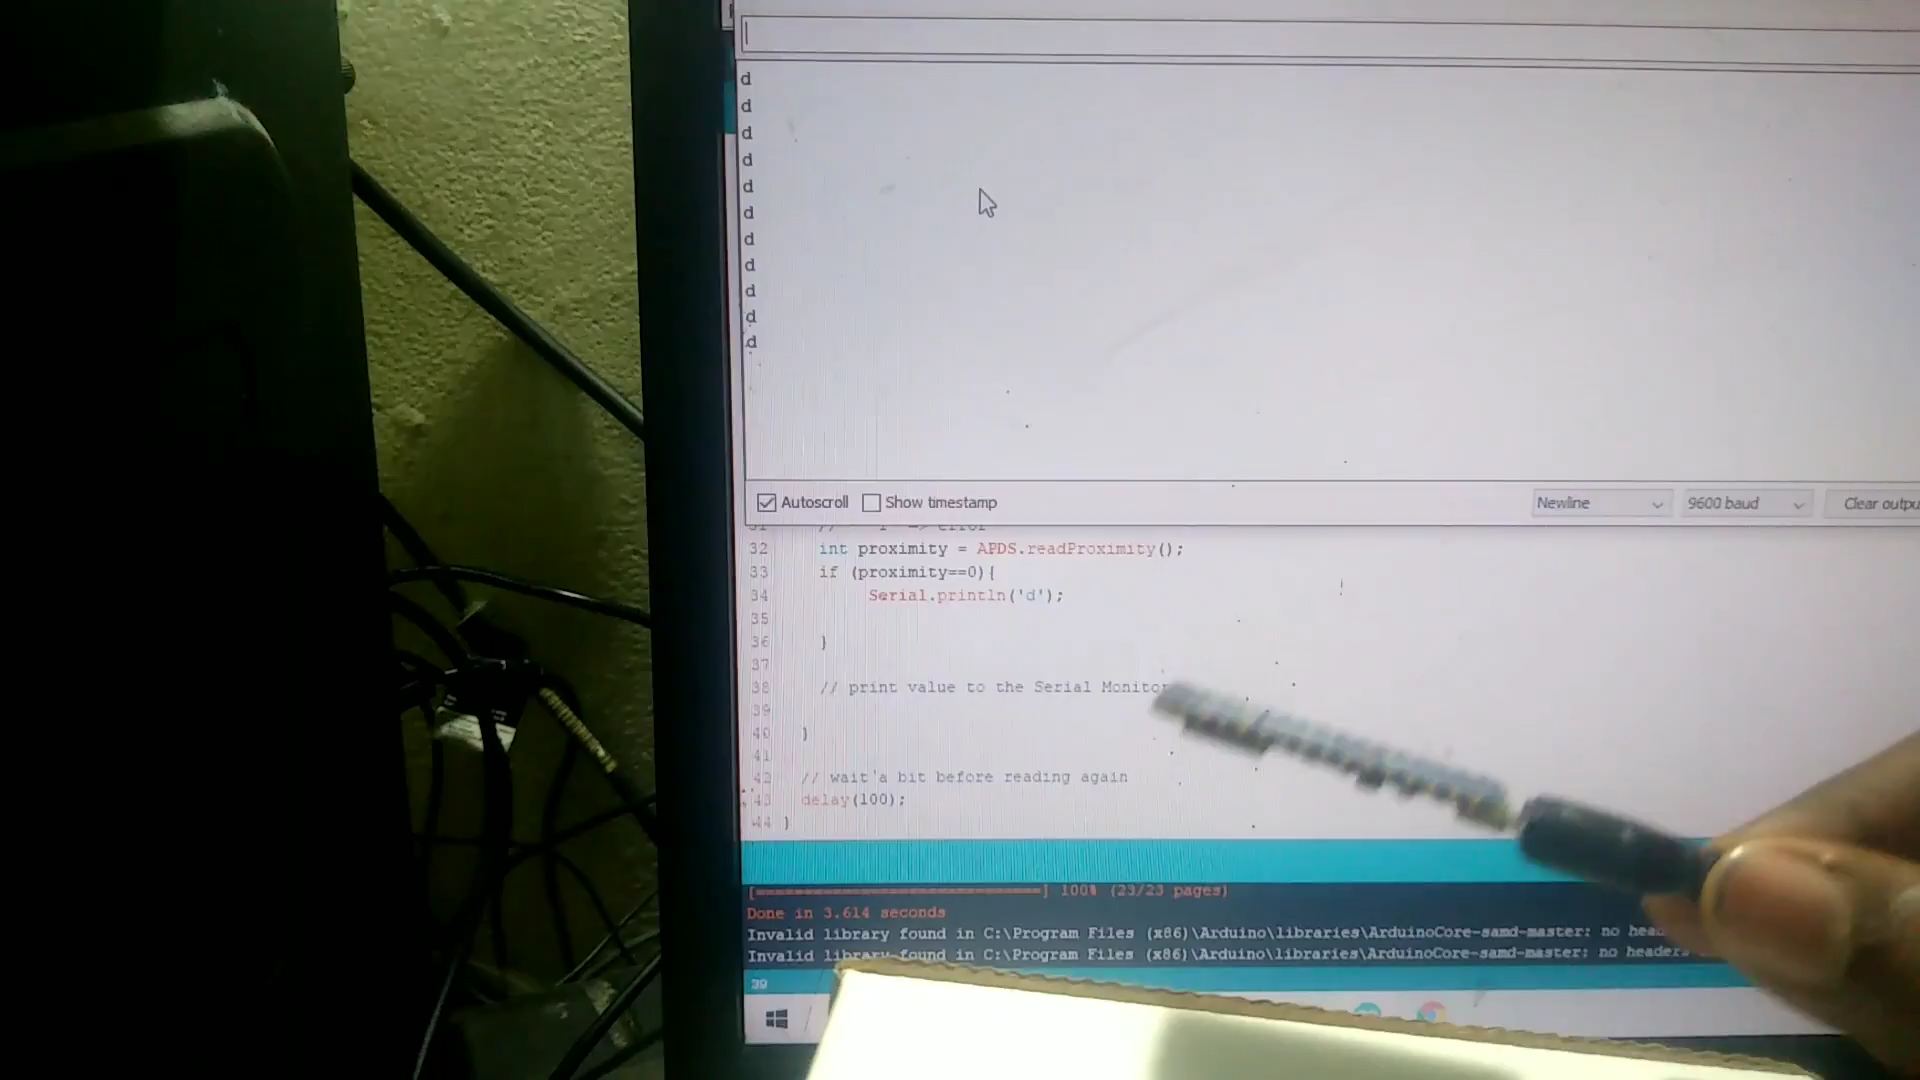 d
d
d
d
d
d
d
d
d
d
d
Autoscroll Show timestamp Newline 9600 baud Clear outpu
32 int proximity = APDS.readProximity();
33 if (proximity==0){
34 Serial.println('d');
35
36 }
37
38 // print value to the Serial Monitor
39
40 }
41
42 // wait a bit before reading again
43 delay(100);
44 }
100% (23/23 pages)
Done in 3.614 seconds
Invalid library found in C:\Program Files (x86)\Arduino\libraries\ArduinoCore-samd-master: no head
Invalid library found in C:\Program Files (x86)\Arduino\libraries\ArduinoCore-samd-master: no headers
39